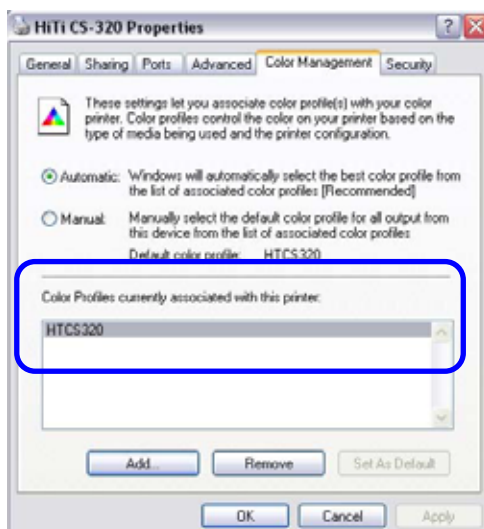 HiTi CS-320 Properties
General Sharing Ports Advanced Color Management Security
These settings let you associate color profile(s) with your color
printer. Color profiles control the color on your printer based on the
type of media being used and the printer configuration.
Automatic: Windows will automatically select the best color profile from
the list of associated color profiles [Recommended]
Manual: Manually select the default color profile for all output from
this device from the list of associated color profiles
Default color profile: HTCS320
Color Profiles currently associated with this printer:
HTCS320
Add... Remove Set As Default
OK Cancel Apply